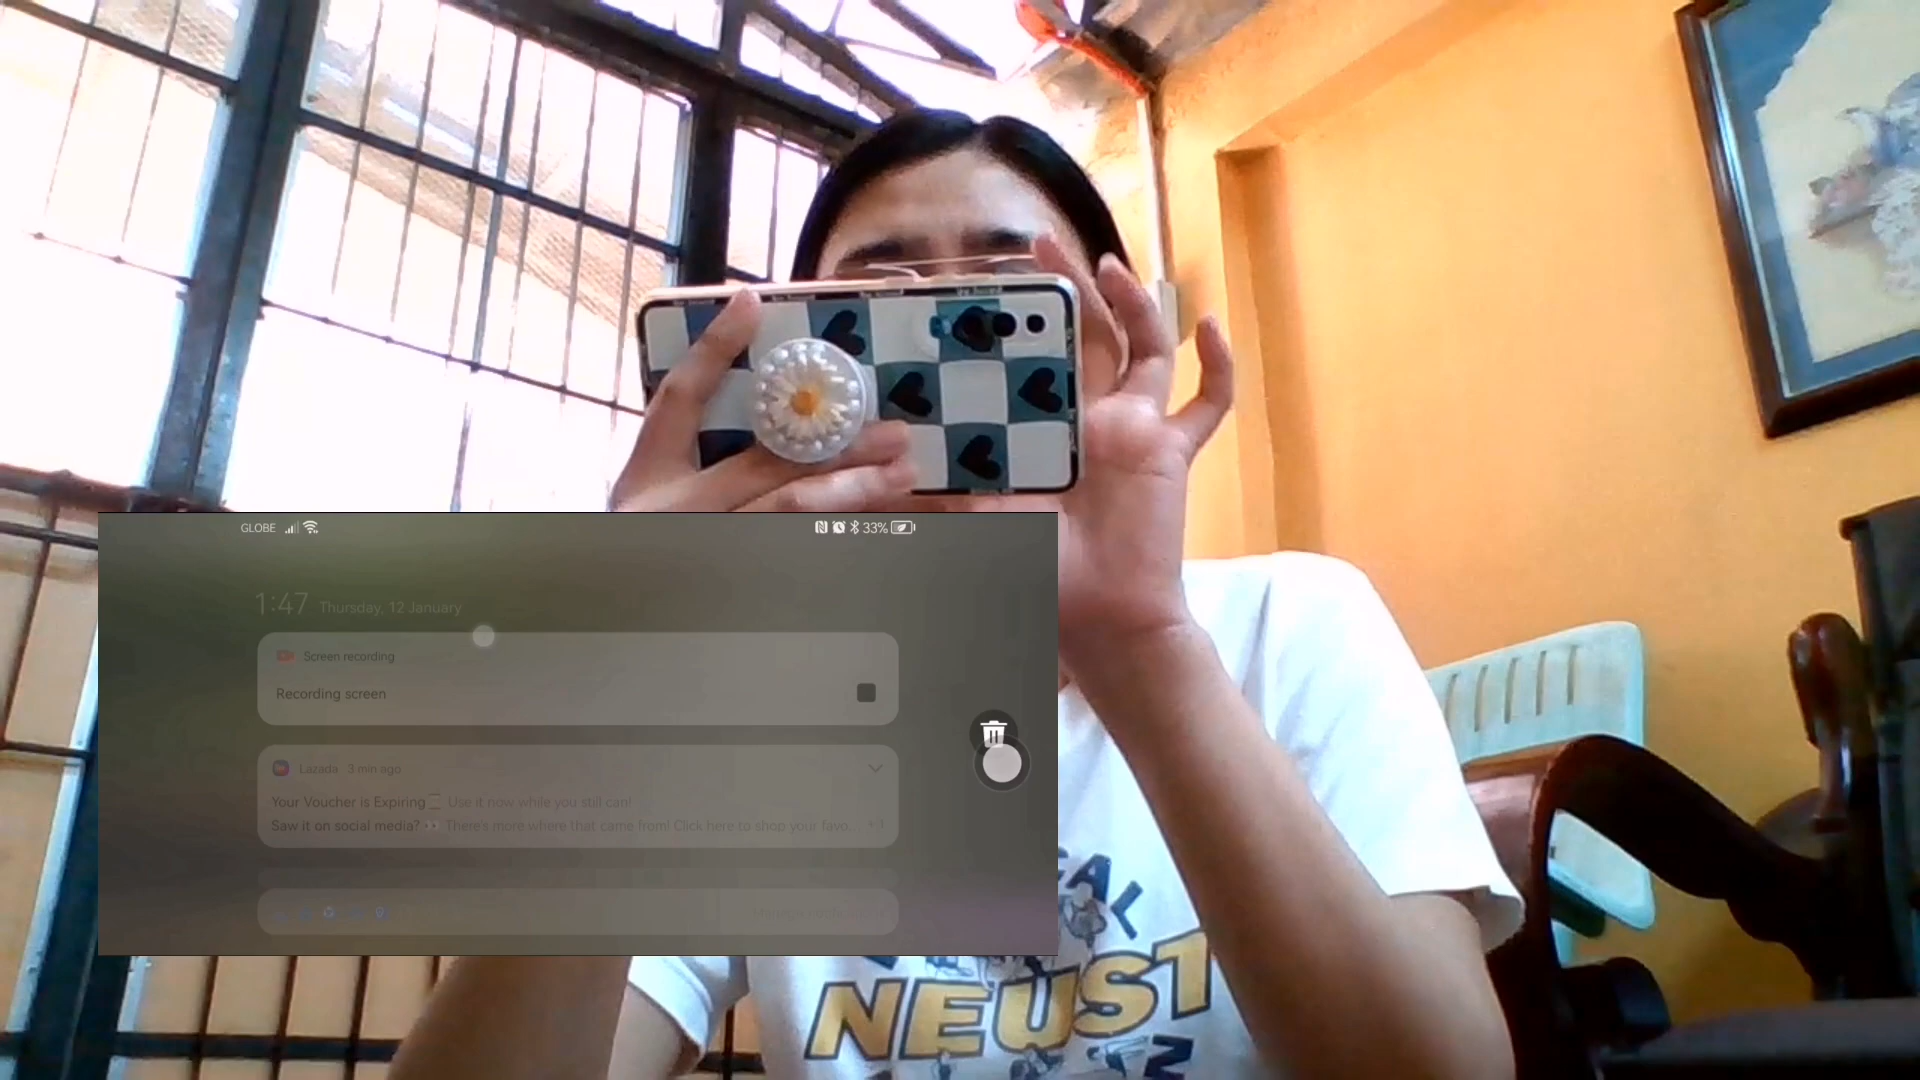 GLOBE
33%
1:47 Thursday, 12 January
Screen recording
Recording screen
Lazada 3 min ago
Your Voucher is Expiring Use it now while you still can!
Saw it on social media? 👀 There's more where that came from! Click here to shop your favo... +1
NEUST